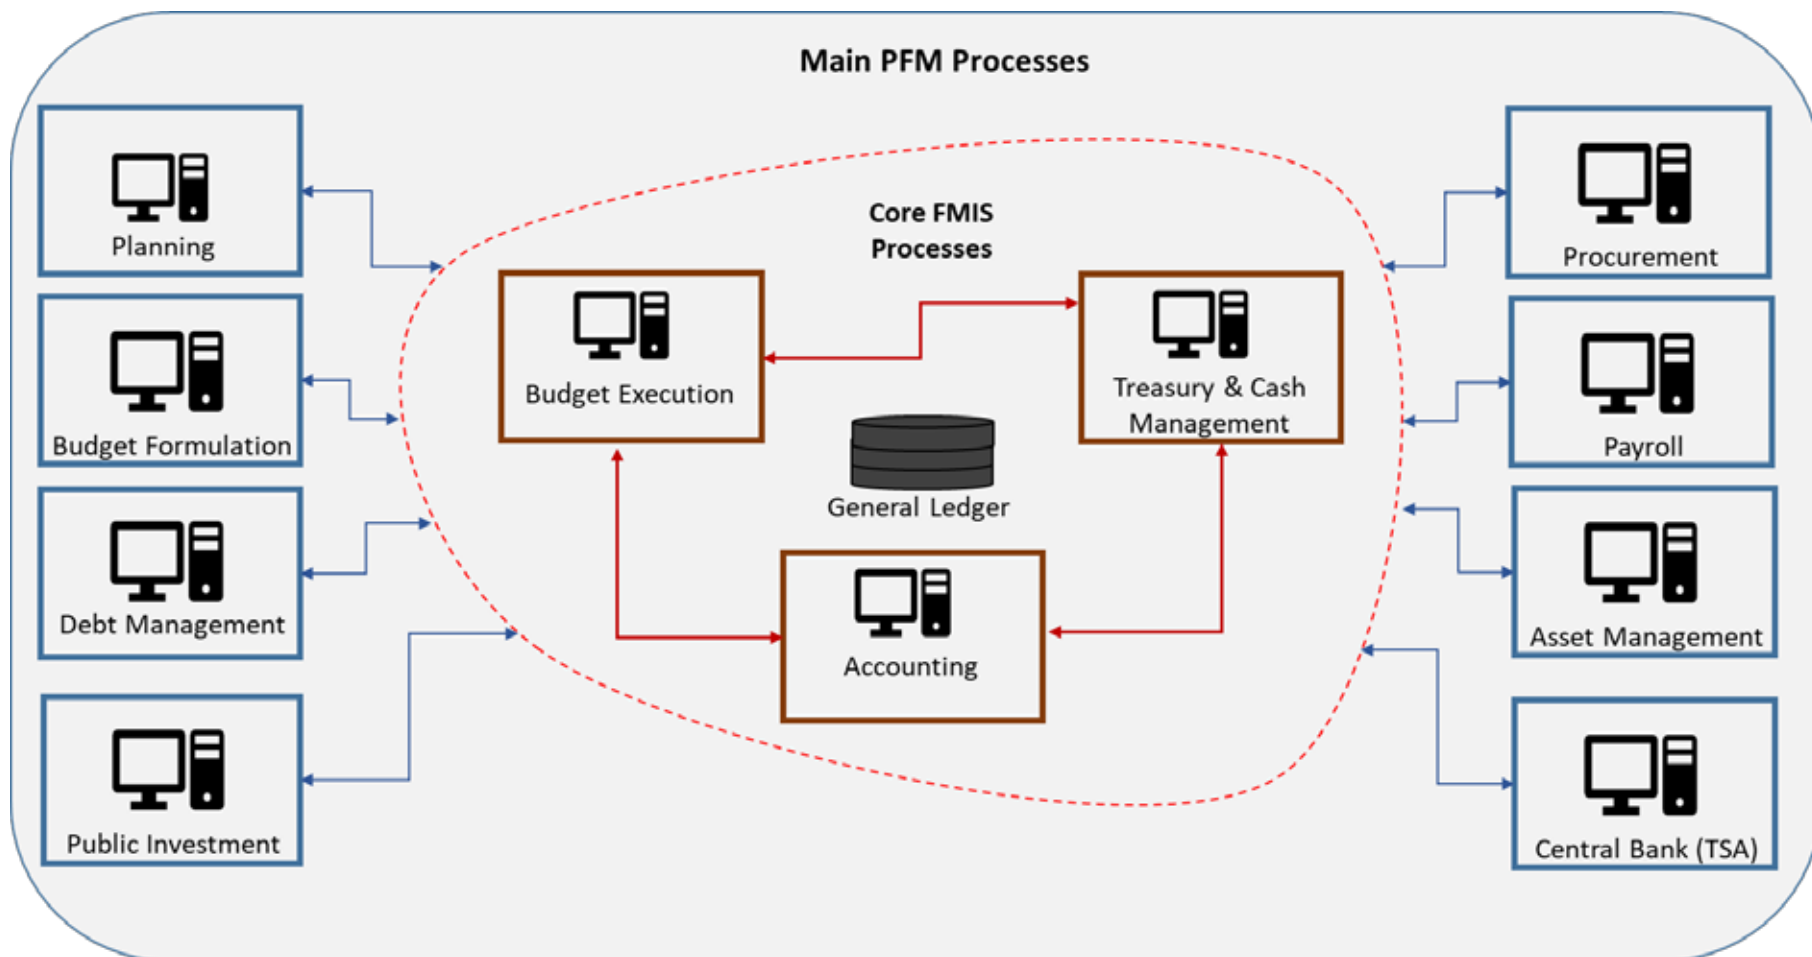 Main PFM Processes
Planning
Budget Formulation
Debt Management
Public Investment
Core FMIS
Processes
Budget Execution
Treasury & Cash
Management
General Ledger
Accounting
Procurement
Payroll
Asset Management
Central Bank (TSA)